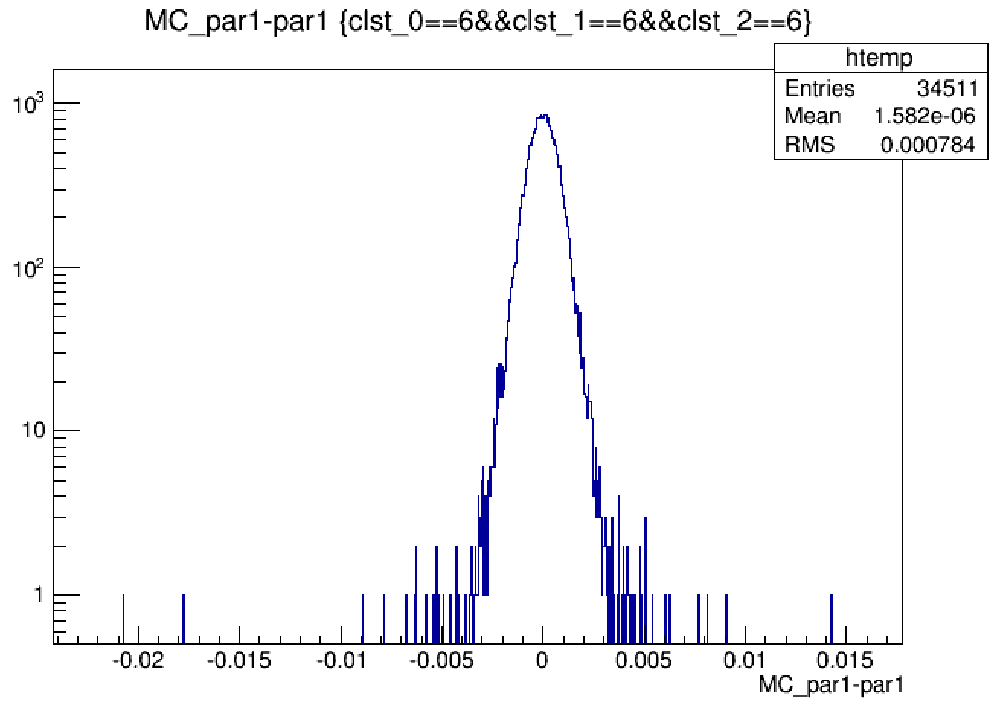 MC_par1-par1 {clst_0==6&&clst_1==6&&clst_2==6}
htemp
Entries 34511
Mean 1.582e-06
RMS 0.000784
10³
10²
10
1
-0.02 -0.015 -0.01 -0.005 0 0.005 0.01 0.015
MC_par1-par1